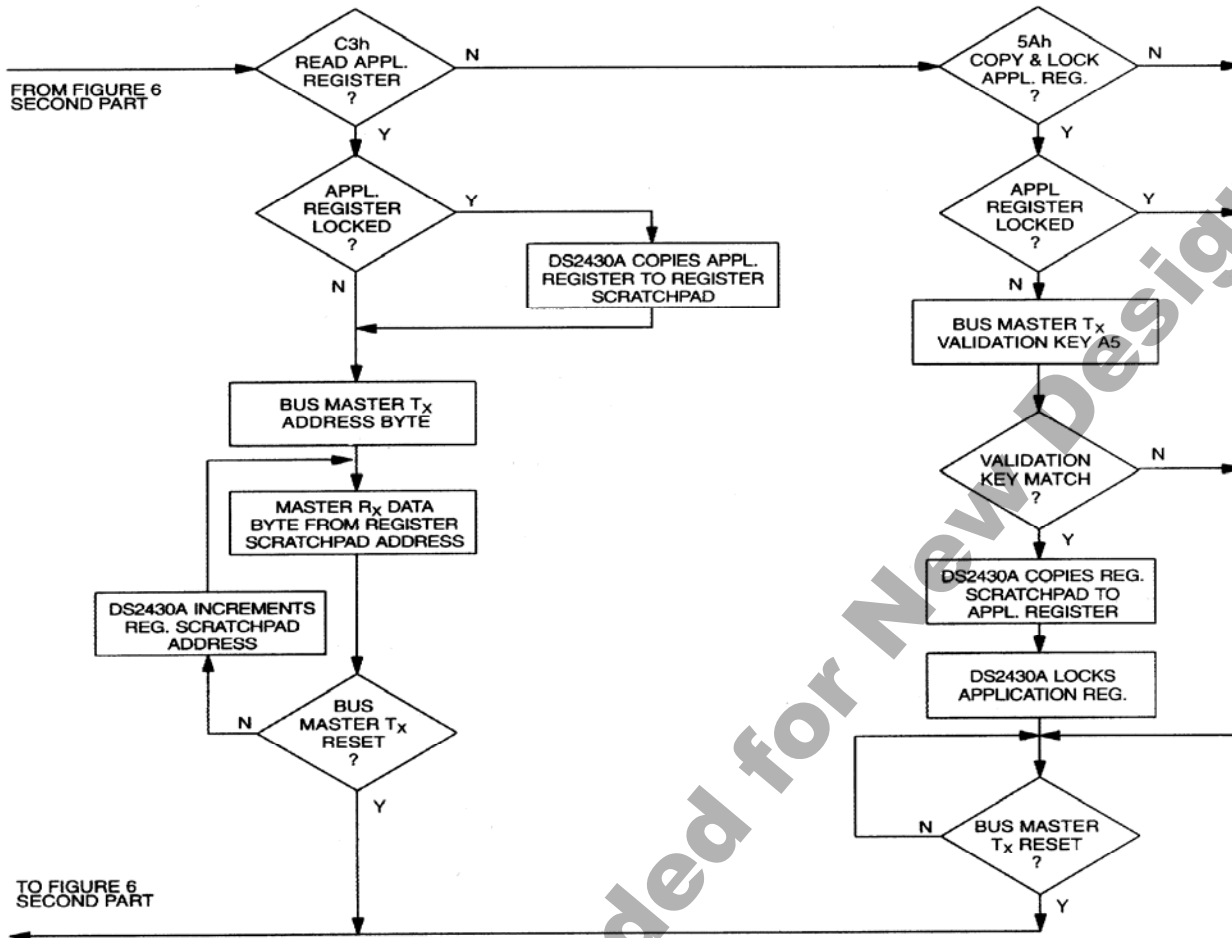 C3h
READ APPL.
REGISTER
?
N
Y
5Ah
COPY & LOCK
APPL. REG.
?
N
Y
FROM FIGURE 6
SECOND PART
APPL.
REGISTER
LOCKED
?
Y
N
DS2430A COPIES APPL.
REGISTER TO REGISTER
SCRATCHPAD
BUS MASTER TX
ADDRESS BYTE
MASTER RX DATA
BYTE FROM REGISTER
SCRATCHPAD ADDRESS
DS2430A INCREMENTS
REG. SCRATCHPAD
ADDRESS
BUS
MASTER TX
RESET
?
N
Y
APPL
REGISTER
LOCKED
?
Y
N
BUS MASTER TX
VALIDATION KEY A5
VALIDATION
KEY MATCH
?
N
Y
DS2430A COPIES REG.
SCRATCHPAD TO
APPL. REGISTER
DS2430A LOCKS
APPLICATION REG.
BUS MASTER
TX RESET
?
N
Y
TO FIGURE 6
SECOND PART
ded for New Desig